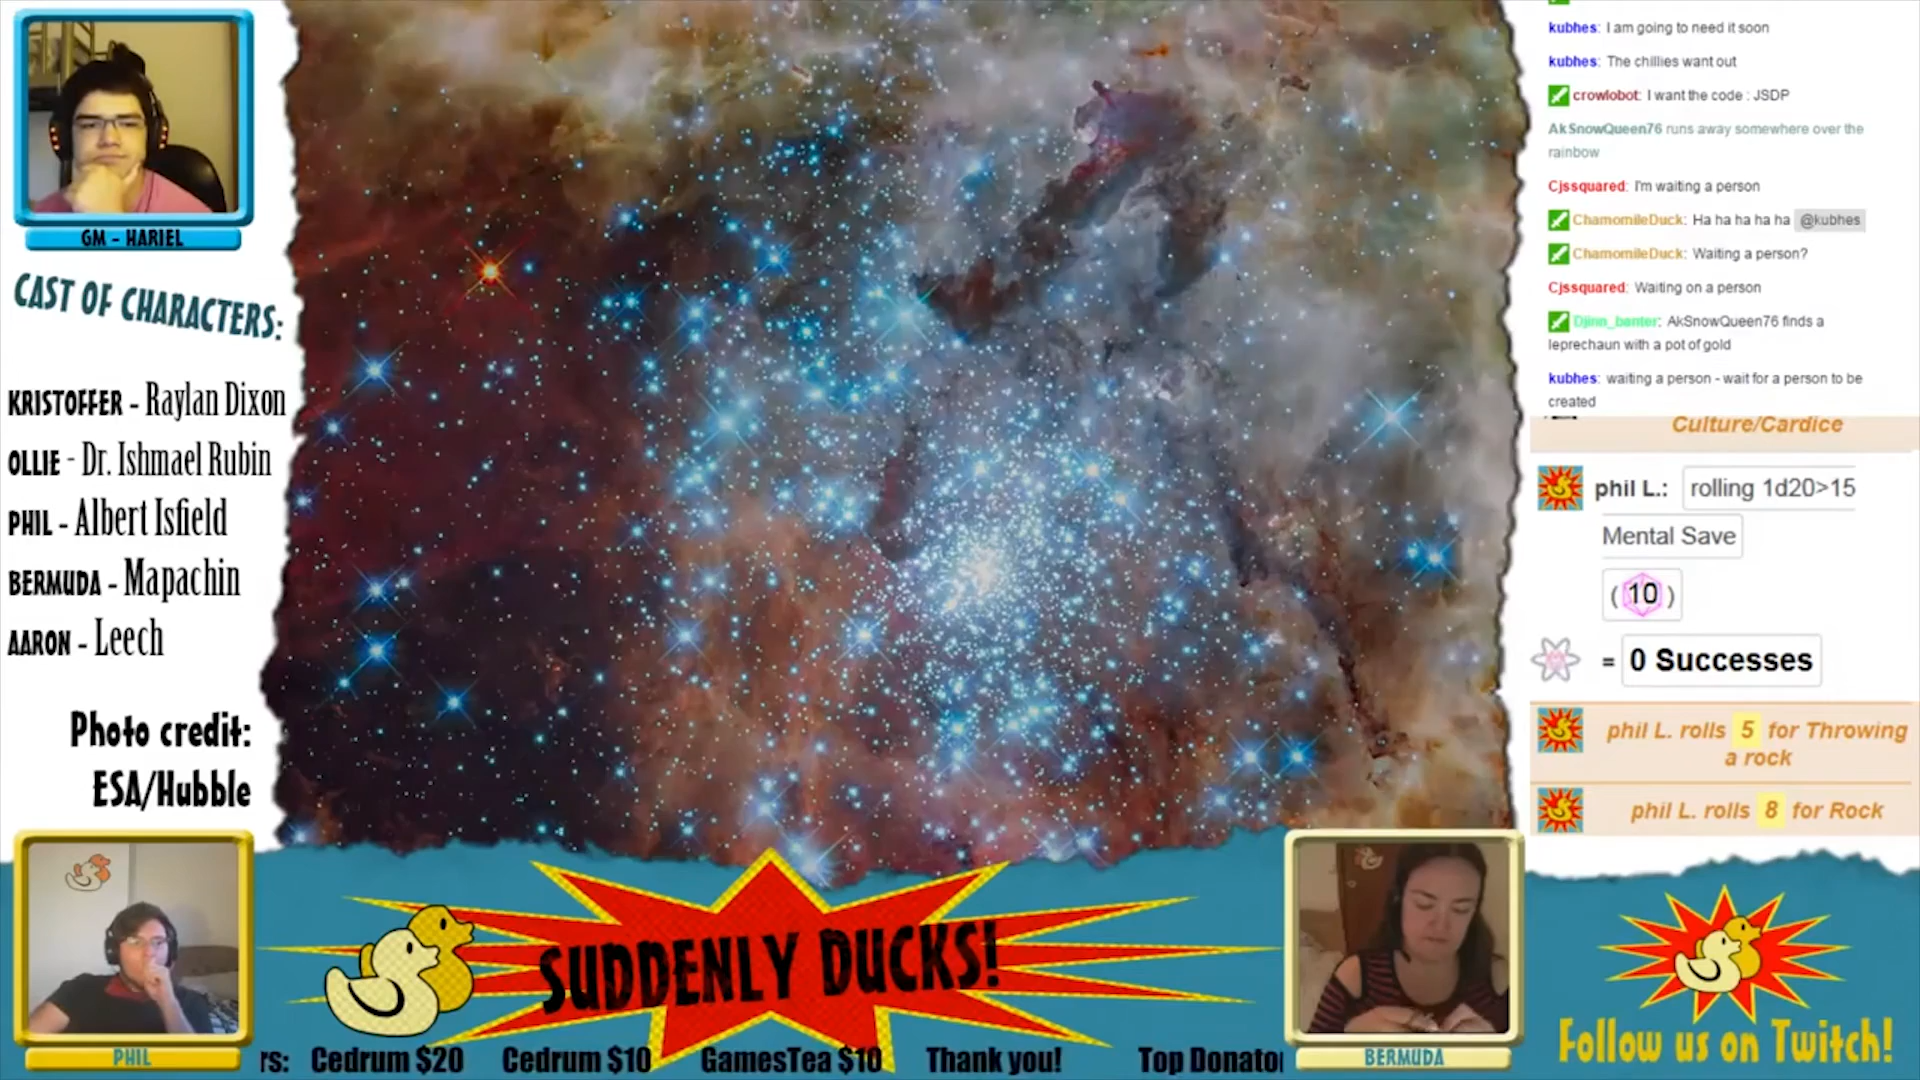 GM - HARIEL
CAST OF CHARACTERS:
KRISTOFFER - Raylan Dixon
OLLIE - Dr. Ishmael Rubin
PHIL - Albert Isfield
BERMUDA - Mapachin
AARON - Leech
Photo credit:
ESA/Hubble
PHIL
SUDDENLY DUCKS!
rs: Cedrum $20 Cedrum $10 GamesTea $10 Thank you! Top Donato
BERMUDA
kubhes: I am going to need it soon
kubhes: The chillies want out
crowlobot: I want the code : JSDP
AkSnowQueen76 runs away somewhere over the
rainbow
Cjssquared: I'm waiting a person
ChamomileDuck: Ha ha ha ha ha @kubhes
ChamomileDuck: Waiting a person?
Cjssquared: Waiting on a person
Djinn_banter: AkSnowQueen76 finds a
leprechaun with a pot of gold
kubhes: waiting a person - wait for a person to be
created
Culture/Cardice
phil L.: rolling 1d20>15
Mental Save
(10)
= 0 Successes
phil L. rolls 5 for Throwing
a rock
phil L. rolls 8 for Rock
Follow us on Twitch!